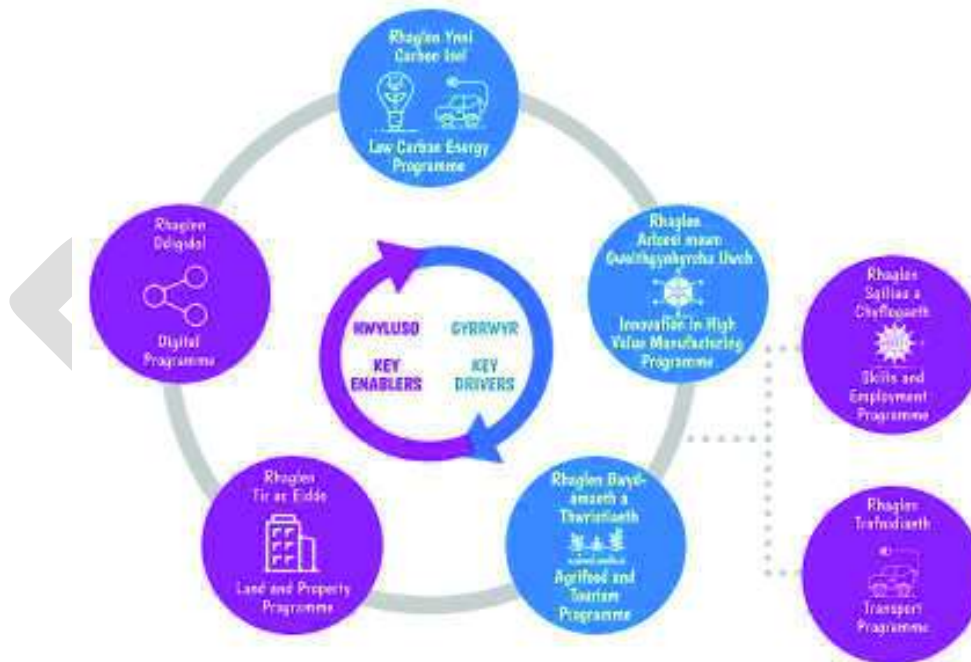 Rhaglen Ynni
Carbon Isel
Low Carbon Energy
Programme
Rhaglen
Ddigidol
Digital
Programme
Rhaglen
Arloesi mewn
Gweithgynhyrchu Uwch
Innovation in High
Value Manufacturing
Programme
HWYLUSO
KEY
ENABLERS
GYRRWYR
KEY
DRIVERS
Rhaglen
Sgiliau a
Chyflogaeth
Skills and
Employment
Programme
Rhaglen
Tir ac Eiddo
Land and Property
Programme
Rhaglen Bwyd-
amaeth a
Thwristiaeth
Agrifood and
Tourism
Programme
Rhaglen
Trafnidiaeth
Transport
Programme